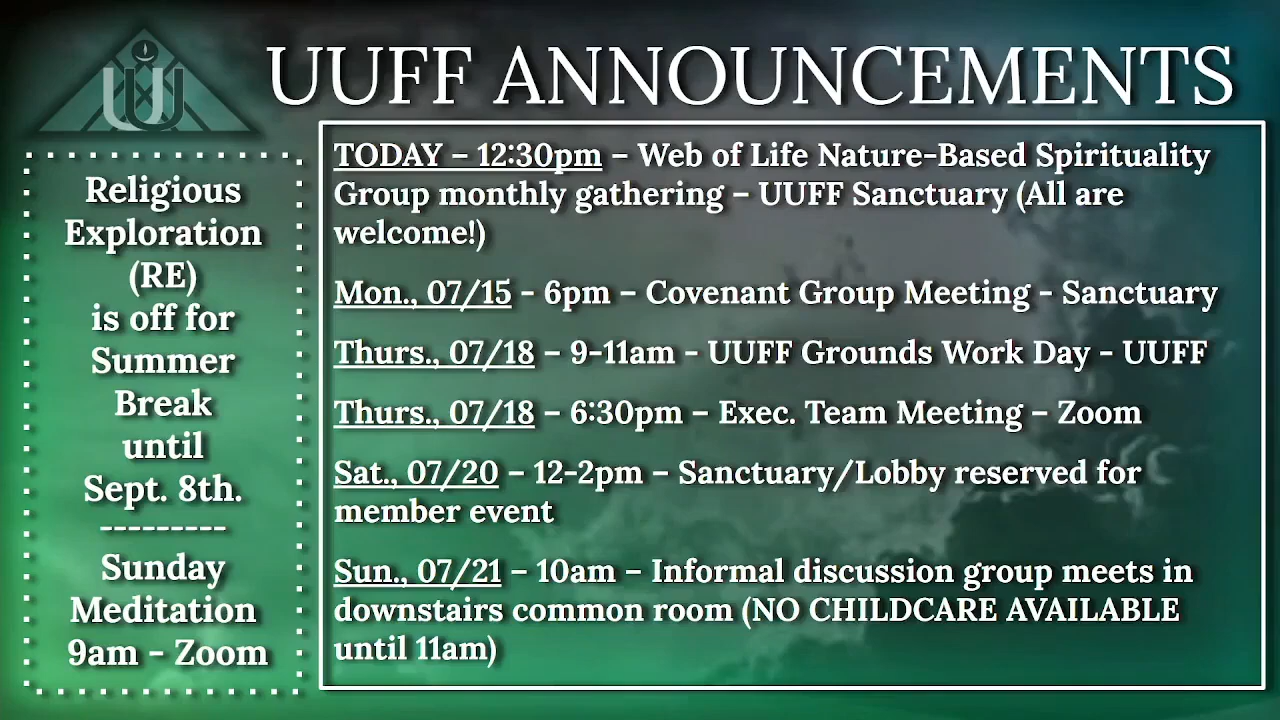 UUFF ANNOUNCEMENTS
UU
Religious
Exploration
(RE)
is off for
Summer
Break
until
Sept. 8th.
---------
Sunday
Meditation
9am - Zoom
TODAY – 12:30pm – Web of Life Nature-Based Spirituality
Group monthly gathering – UUFF Sanctuary (All are
welcome!)
Mon., 07/15 - 6pm – Covenant Group Meeting - Sanctuary
Thurs., 07/18 – 9-11am - UUFF Grounds Work Day - UUFF
Thurs., 07/18 – 6:30pm – Exec. Team Meeting – Zoom
Sat., 07/20 – 12-2pm – Sanctuary/Lobby reserved for
member event
Sun., 07/21 – 10am – Informal discussion group meets in
downstairs common room (NO CHILDCARE AVAILABLE
until 11am)